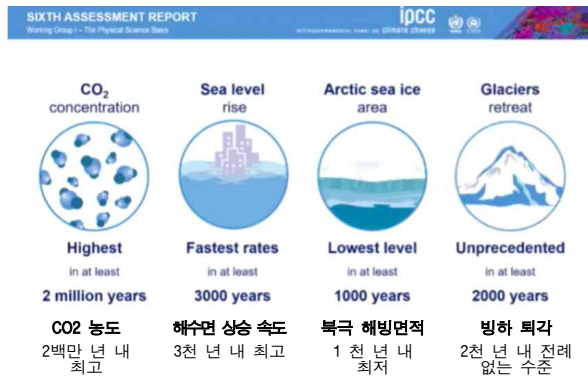 SIXTH ASSESSMENT REPORT
Working Group I – The Physical Science Basis
INTERGOVERNMENTAL PANEL ON climate change
ipcc
CO₂
concentration
Highest
in at least
2 million years
CO2 농도
2백만 년 내
최고
Sea level
rise
Fastest rates
in at least
3000 years
해수면 상승 속도
3천 년 내 최고
Arctic sea ice
area
Lowest level
in at least
1000 years
북극 해빙면적
1 천 년 내
최저
Glaciers
retreat
Unprecedented
in at least
2000 years
빙하 퇴각
2천 년 내 전례
없는 수준